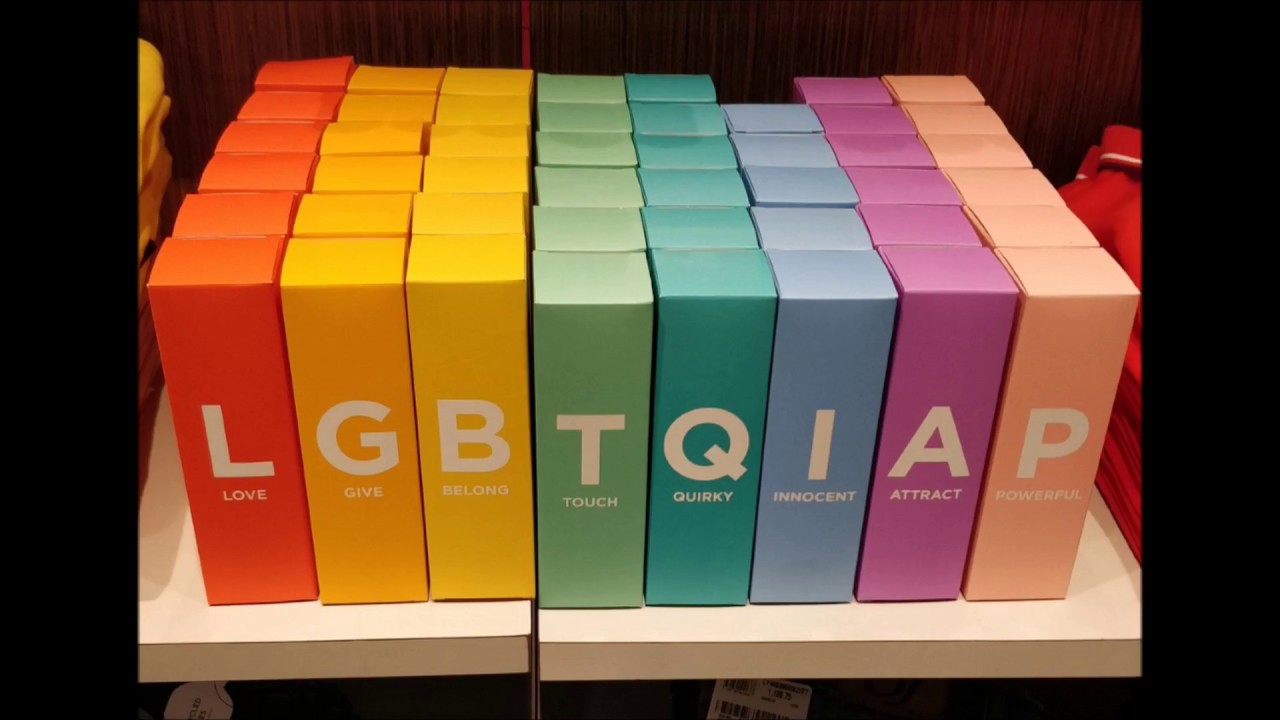 L
LOVE
G
GIVE
B
BELONG
T
TOUCH
Q
QUIRKY
I
INNOCENT
A
ATTRACT
P
POWERFUL